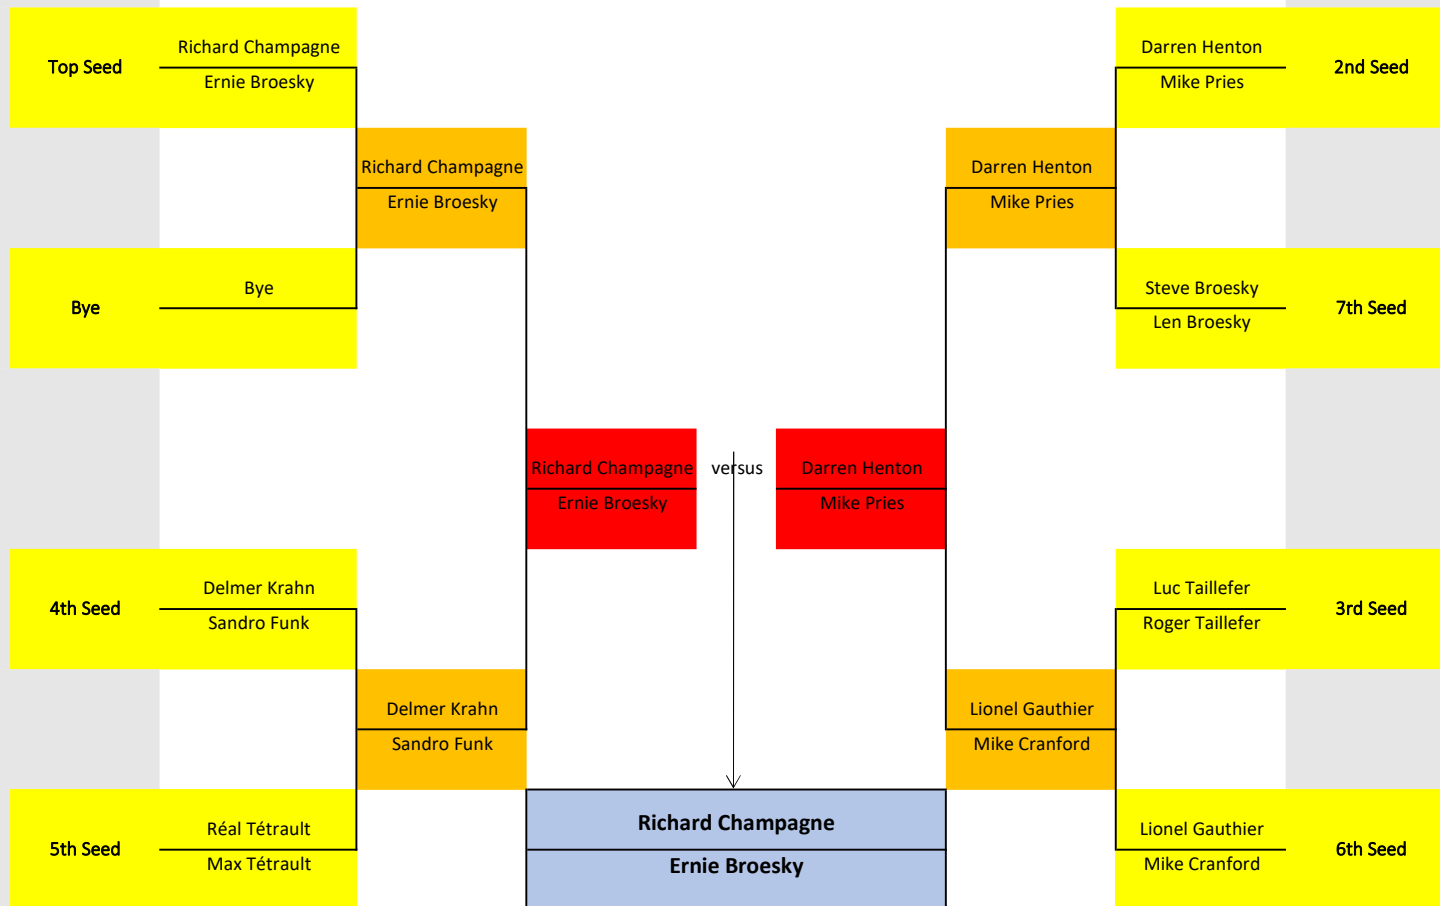 Richard Champagne
Top Seed
Ernie Broesky
Darren Henton
2nd Seed
Mike Pries
Richard Champagne
Ernie Broesky
Darren Henton
Mike Pries
Bye
Bye
Steve Broesky
7th Seed
Len Broesky
Richard Champagne versus Darren Henton
Ernie Broesky Mike Pries
Delmer Krahn
4th Seed
Sandro Funk
Luc Taillefer
3rd Seed
Roger Taillefer
Delmer Krahn
Sandro Funk
Lionel Gauthier
Mike Cranford
Réal Tétrault
5th Seed
Max Tétrault
Richard Champagne
Ernie Broesky
Lionel Gauthier
6th Seed
Mike Cranford